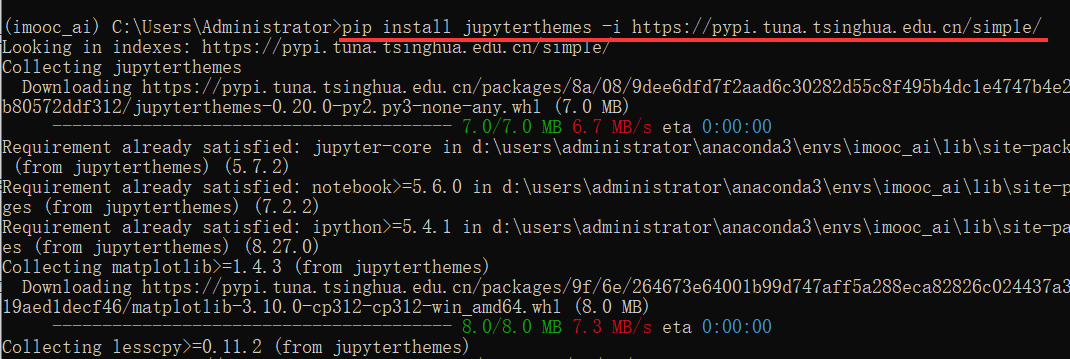 (imooc_ai) C:\Users\Administrator>pip install jupyterthemes -i https://pypi.tuna.tsinghua.edu.cn/simple/
Looking in indexes: https://pypi.tuna.tsinghua.edu.cn/simple/
Collecting jupyterthemes
  Downloading https://pypi.tuna.tsinghua.edu.cn/packages/8a/08/9dee6dfd7f2aad6c30282d55c8f495b4dc1e4747b4e2
b80572ddf312/jupyterthemes-0.20.0-py2.py3-none-any.whl (7.0 MB)
---------------------------------------- 7.0/7.0 MB 6.7 MB/s eta 0:00:00
Requirement already satisfied: jupyter-core in d:\users\administrator\anaconda3\envs\imooc_ai\lib\site-pack
 (from jupyterthemes) (5.7.2)
Requirement already satisfied: notebook>=5.6.0 in d:\users\administrator\anaconda3\envs\imooc_ai\lib\site-p
ges (from jupyterthemes) (7.2.2)
Requirement already satisfied: ipython>=5.4.1 in d:\users\administrator\anaconda3\envs\imooc_ai\lib\site-pa
es (from jupyterthemes) (8.27.0)
Collecting matplotlib>=1.4.3 (from jupyterthemes)
  Downloading https://pypi.tuna.tsinghua.edu.cn/packages/9f/6e/264673e64001b99d747aff5a288eca82826c024437a3
19aed1decf46/matplotlib-3.10.0-cp312-cp312-win_amd64.whl (8.0 MB)
---------------------------------------- 8.0/8.0 MB 7.3 MB/s eta 0:00:00
Collecting lesscpy>=0.11.2 (from jupyterthemes)